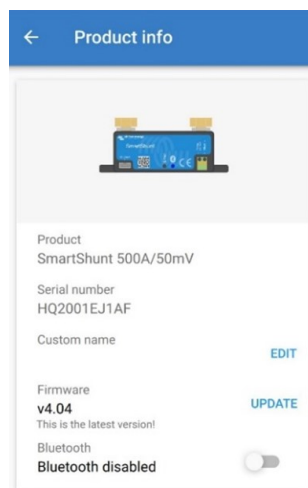 Product info
SmartShunt
Product
SmartShunt 500A/50mV
Serial number
HQ2001EJ1AF
Custom name
EDIT
Firmware
v4.04
UPDATE
This is the latest version!
Bluetooth
Bluetooth disabled